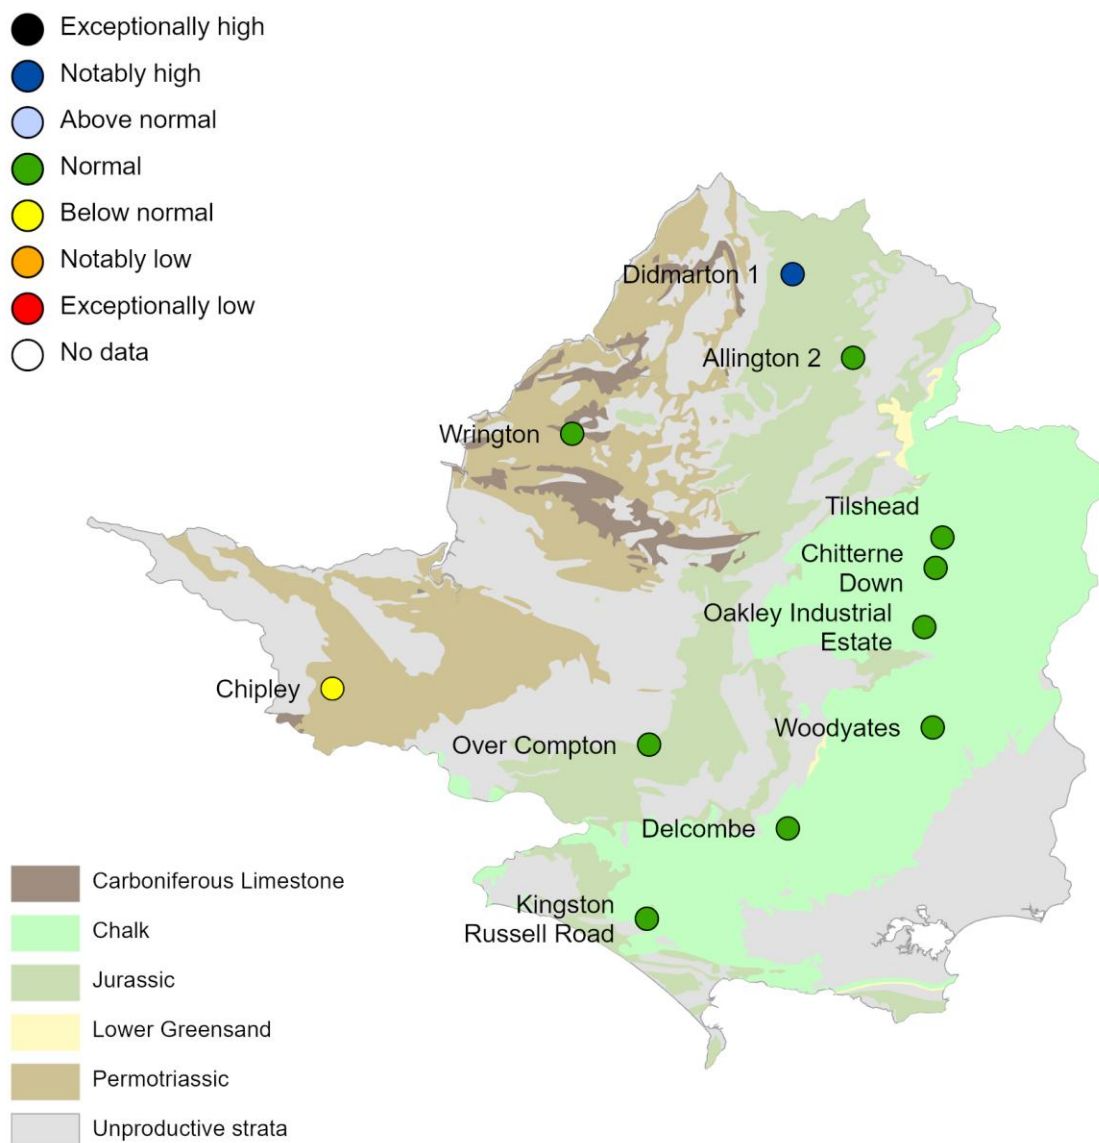 Exceptionally high
Notably high
Above normal
Normal
Below normal
Notably low
Exceptionally low
No data
Didmarton 1
Allington 2
Wrington
Tilshead
Chitterne
Down
Oakley Industrial
Estate
Chipley
Woodyates
Over Compton
Delcombe
Kingston
Russell Road
Carboniferous Limestone
Chalk
Jurassic
Lower Greensand
Permotriassic
Unproductive strata